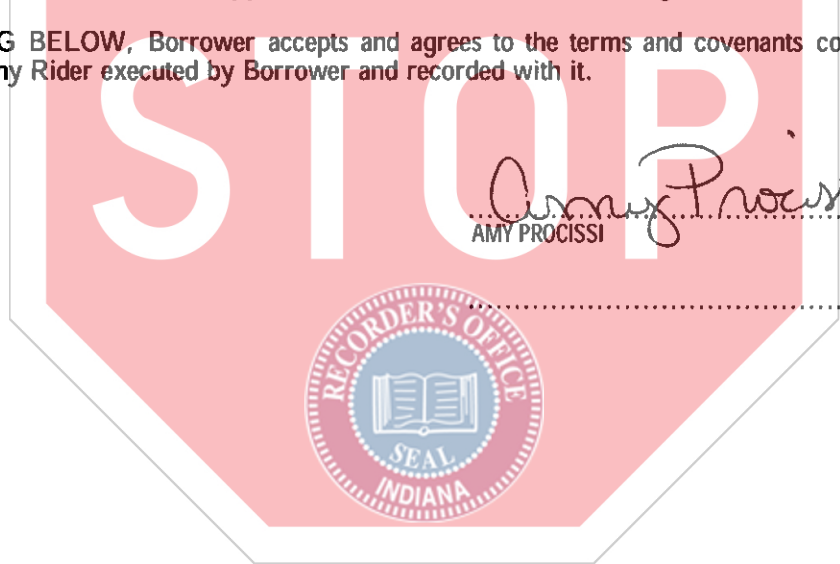 G BELOW, Borrower accepts and agrees to the terms and covenants co
ny Rider executed by Borrower and recorded with it.
STOP
Amy Procis
AMY PROCISSI
RECORDER'S OFFICE
SEAL
INDIANA